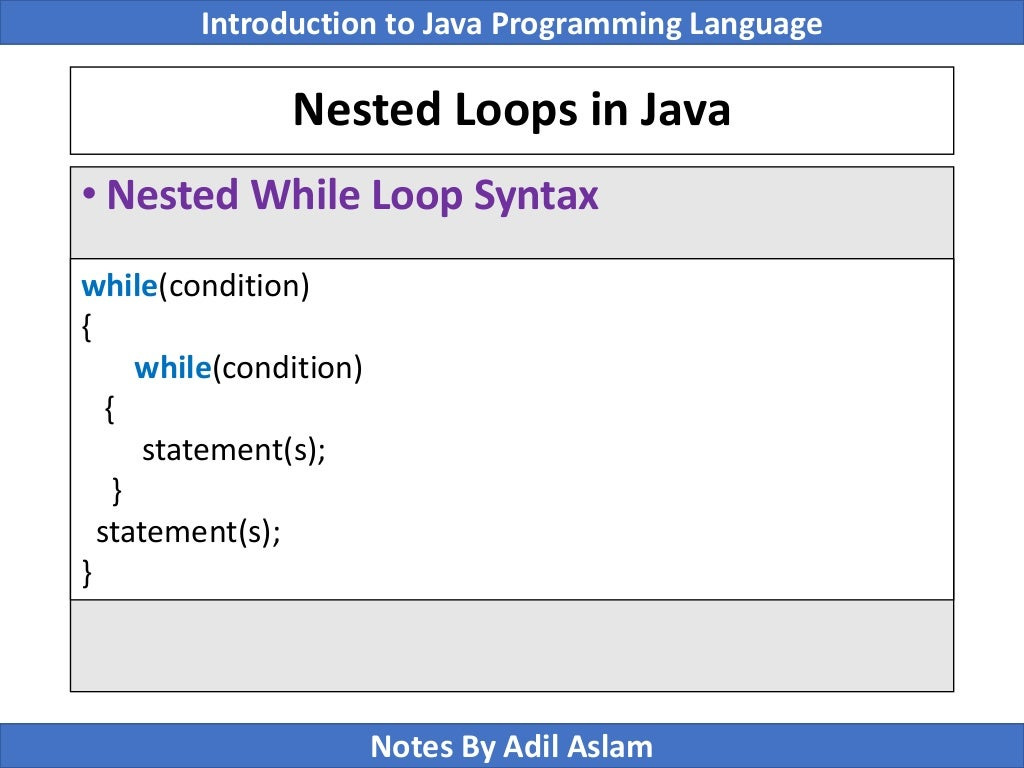 Introduction to Java Programming Language
Nested Loops in Java
• Nested While Loop Syntax
while(condition)
{
while(condition)
{
statement(s);
}
statement(s);
}
Notes By Adil Aslam